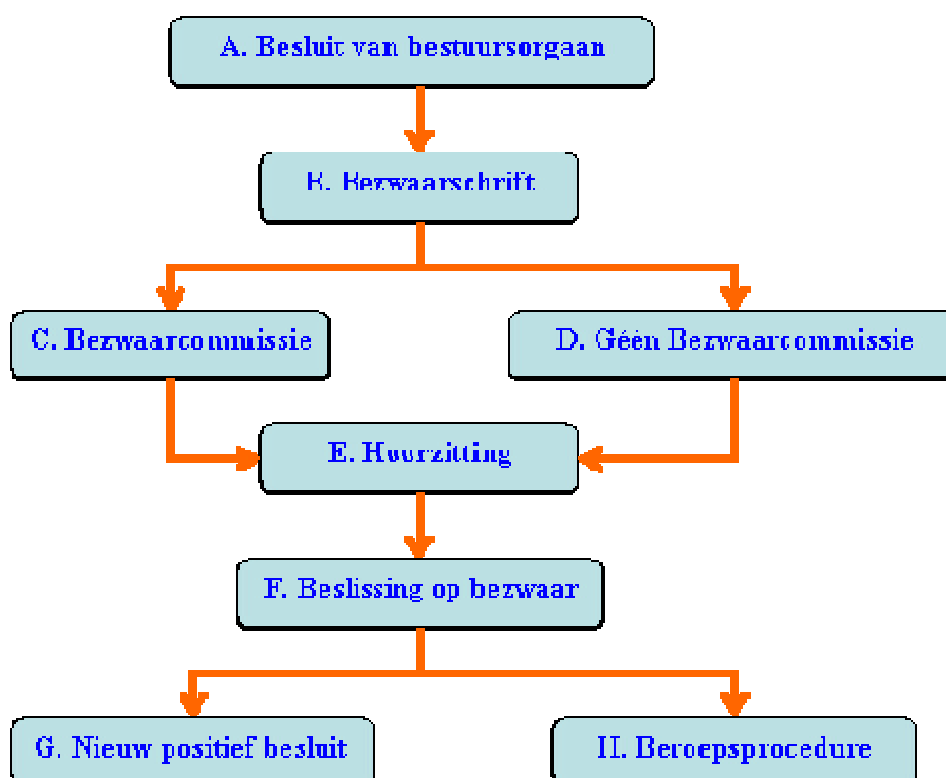 A. Besluit van bestuursorgaan
B. Bezwaarschrift
C. Bezwaarcommissie
D. Géén Bezwaarcommissie
E. Hoorzitting
F. Beslissing op bezwaar
G. Nieuw positief besluit
H. Beroepsprocedure